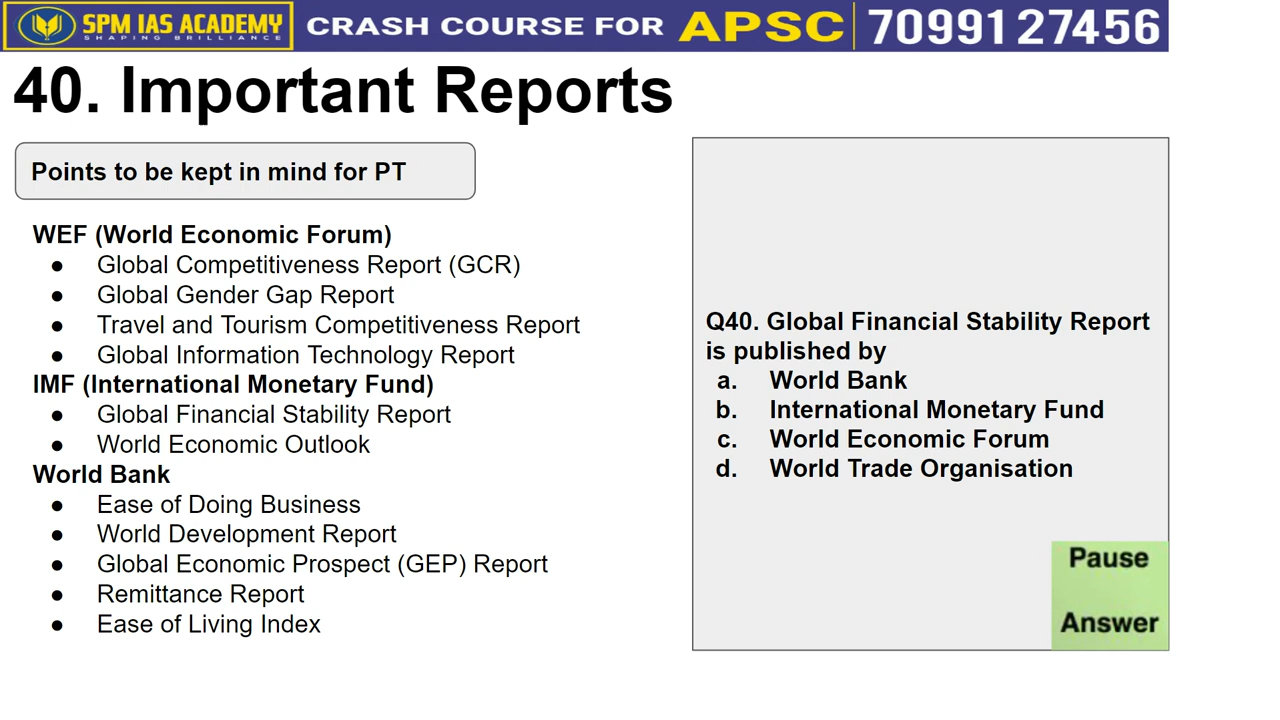 SPM IAS ACADEMY
SHAPING BRILLIANCE
CRASH COURSE FOR APSC 70991 27456
40. Important Reports
Points to be kept in mind for PT
WEF (World Economic Forum)
● Global Competitiveness Report (GCR)
● Global Gender Gap Report
● Travel and Tourism Competitiveness Report
● Global Information Technology Report
IMF (International Monetary Fund)
● Global Financial Stability Report
● World Economic Outlook
World Bank
● Ease of Doing Business
● World Development Report
● Global Economic Prospect (GEP) Report
● Remittance Report
● Ease of Living Index
Q40. Global Financial Stability Report
is published by
a. World Bank
b. International Monetary Fund
c. World Economic Forum
d. World Trade Organisation
Pause
Answer